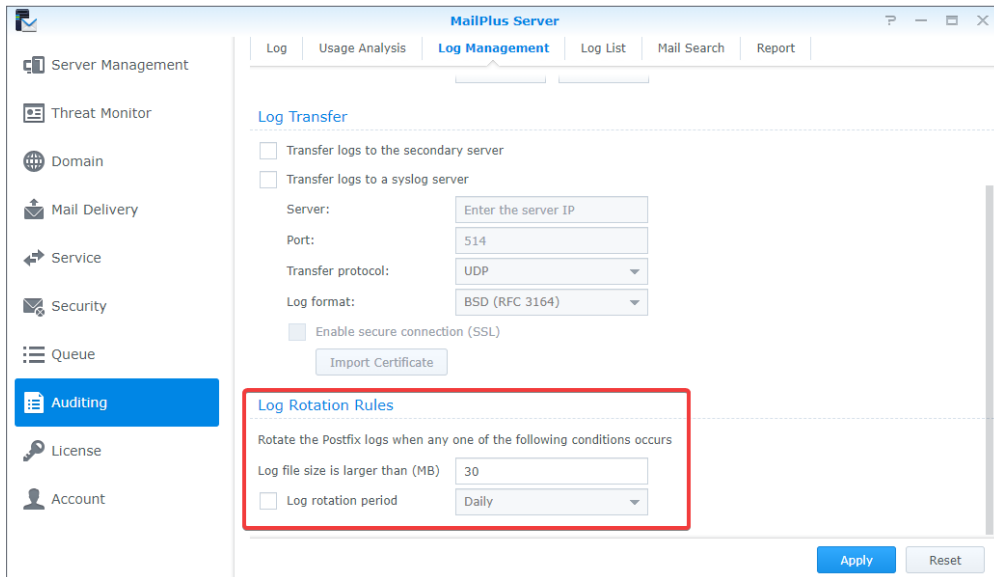 MailPlus Server
Log Usage Analysis Log Management Log List Mail Search Report
Server Management
Threat Monitor
Domain
Mail Delivery
Service
Security
Queue
Auditing
License
Account
Log Transfer
Transfer logs to the secondary server
Transfer logs to a syslog server
Server: Enter the server IP
Port: 514
Transfer protocol: UDP
Log format: BSD (RFC 3164)
Enable secure connection (SSL)
Import Certificate
Log Rotation Rules
Rotate the Postfix logs when any one of the following conditions occurs
Log file size is larger than (MB) 30
Log rotation period Daily
Apply Reset